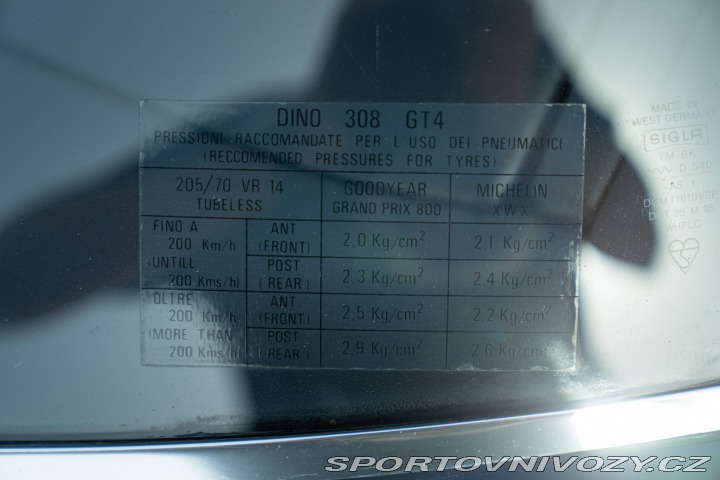 DINO 308 GT4
PRESSIONI RACCOMANDATE PER L'USO DEI PNEUMATICI
(RECCOMENDED PRESSURES FOR TYRES)
205/70 VR 14 TUBELESS
GOODYEAR GRAND PRIX 800
MICHELIN XWX
FINO A 200 Km/h
ANT (FRONT)
2,0 Kg/cm²
2,1 Kg/cm²
(UNTILL 200 Kms/h)
POST (REAR)
2,3 Kg/cm²
2,4 Kg/cm²
OLTRE 200 Km/h
ANT (FRONT)
2,5 Kg/cm²
2,2 Kg/cm²
(MORE THAN 200 Kms/h)
POST (REAR)
2,9 Kg/cm²
2,6 Kg/cm²
MADE IN
WEST GERMANY
SIGLA
D 540
AS-1
WHPLC
SPORTOVNIVOZY.CZ